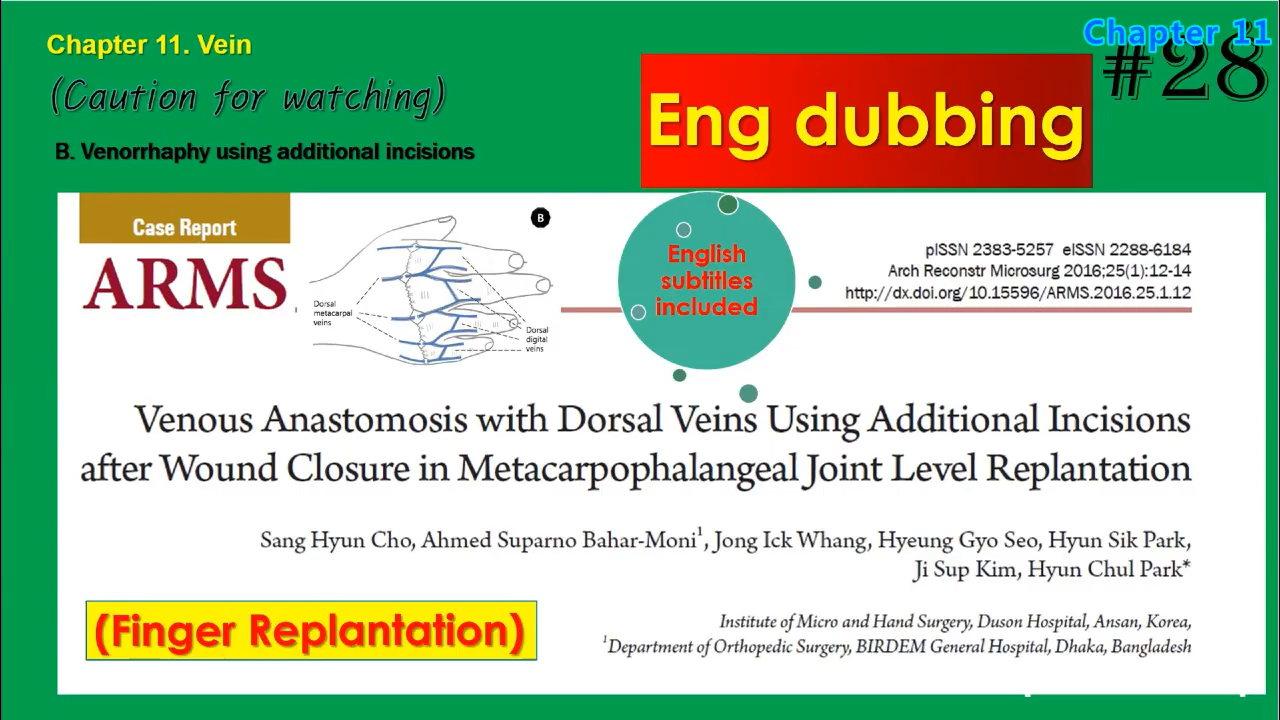 Chapter 11. Vein
Chapter 11
#28
(Caution for watching)
Eng dubbing
B. Venorrhaphy using additional incisions
Case Report
ARMS
B
Dorsal
metacarpal
veins
Dorsal
digital
veins
English
subtitles
included
pISSN 2383-5257 eISSN 2288-6184
Arch Reconstr Microsurg 2016;25(1):12-14
http://dx.doi.org/10.15596/ARMS.2016.25.1.12
Venous Anastomosis with Dorsal Veins Using Additional Incisions
after Wound Closure in Metacarpophalangeal Joint Level Replantation
Sang Hyun Cho, Ahmed Suparno Bahar-Moni¹, Jong Ick Whang, Hyeung Gyo Seo, Hyun Sik Park,
Ji Sup Kim, Hyun Chul Park*
(Finger Replantation)
Institute of Micro and Hand Surgery, Duson Hospital, Ansan, Korea,
¹Department of Orthopedic Surgery, BIRDEM General Hospital, Dhaka, Bangladesh